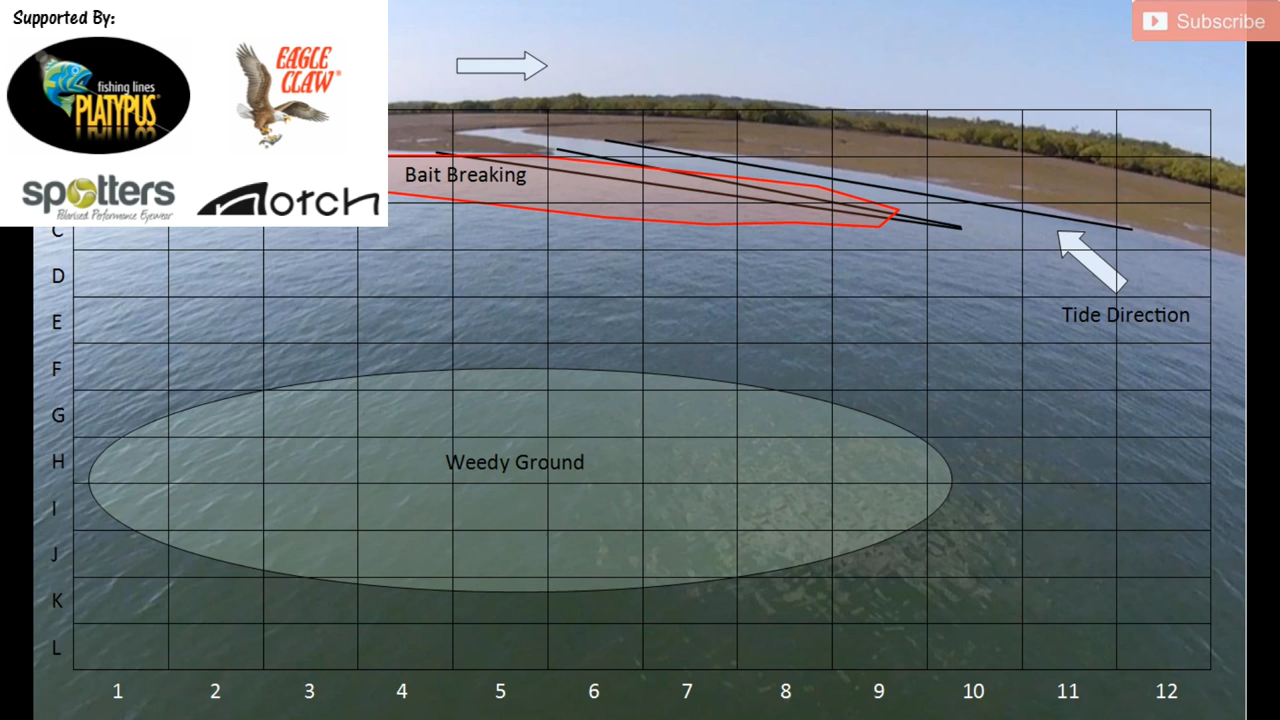 Supported By:
Subscribe
fishing lines
PLATYPUS®
EAGLE
CLAW®
spotters
Polarised Performance Eyewear
Torch
Bait Breaking
C
D
E
Tide Direction
F
G
H
Weedy Ground
I
J
K
L
1 2 3 4 5 6 7 8 9 10 11 12